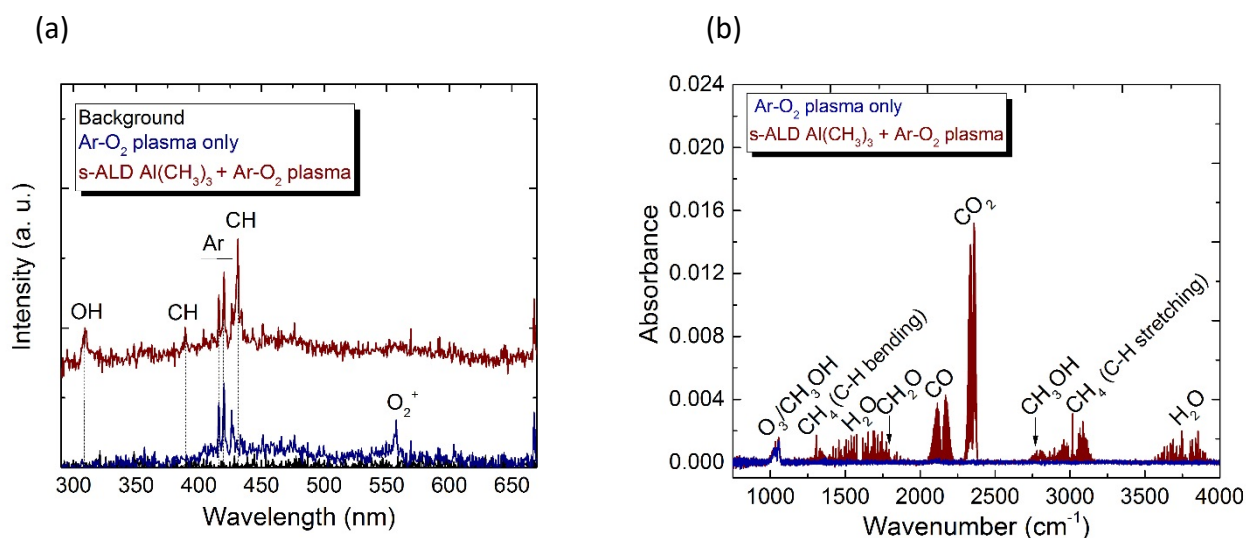 (a)
Background
Ar-O₂ plasma only
s-ALD Al(CH₃)₃ + Ar-O₂ plasma
CH
Ar
OH
CH
O₂⁺
Intensity (a. u.)
300 350 400 450 500 550 600 650
Wavelength (nm)
(b)
Ar-O₂ plasma only
s-ALD Al(CH₃)₃ + Ar-O₂ plasma
0.024
0.020
0.016
0.012
0.008
0.004
0.000
Absorbance
O₃/CH₃OH
CH₄ (C-H bending)
H₂O
CH₂O
CO
CO₂
CH₃OH
CH₄ (C-H stretching)
H₂O
1000 1500 2000 2500 3000 3500 4000
Wavenumber (cm⁻¹)